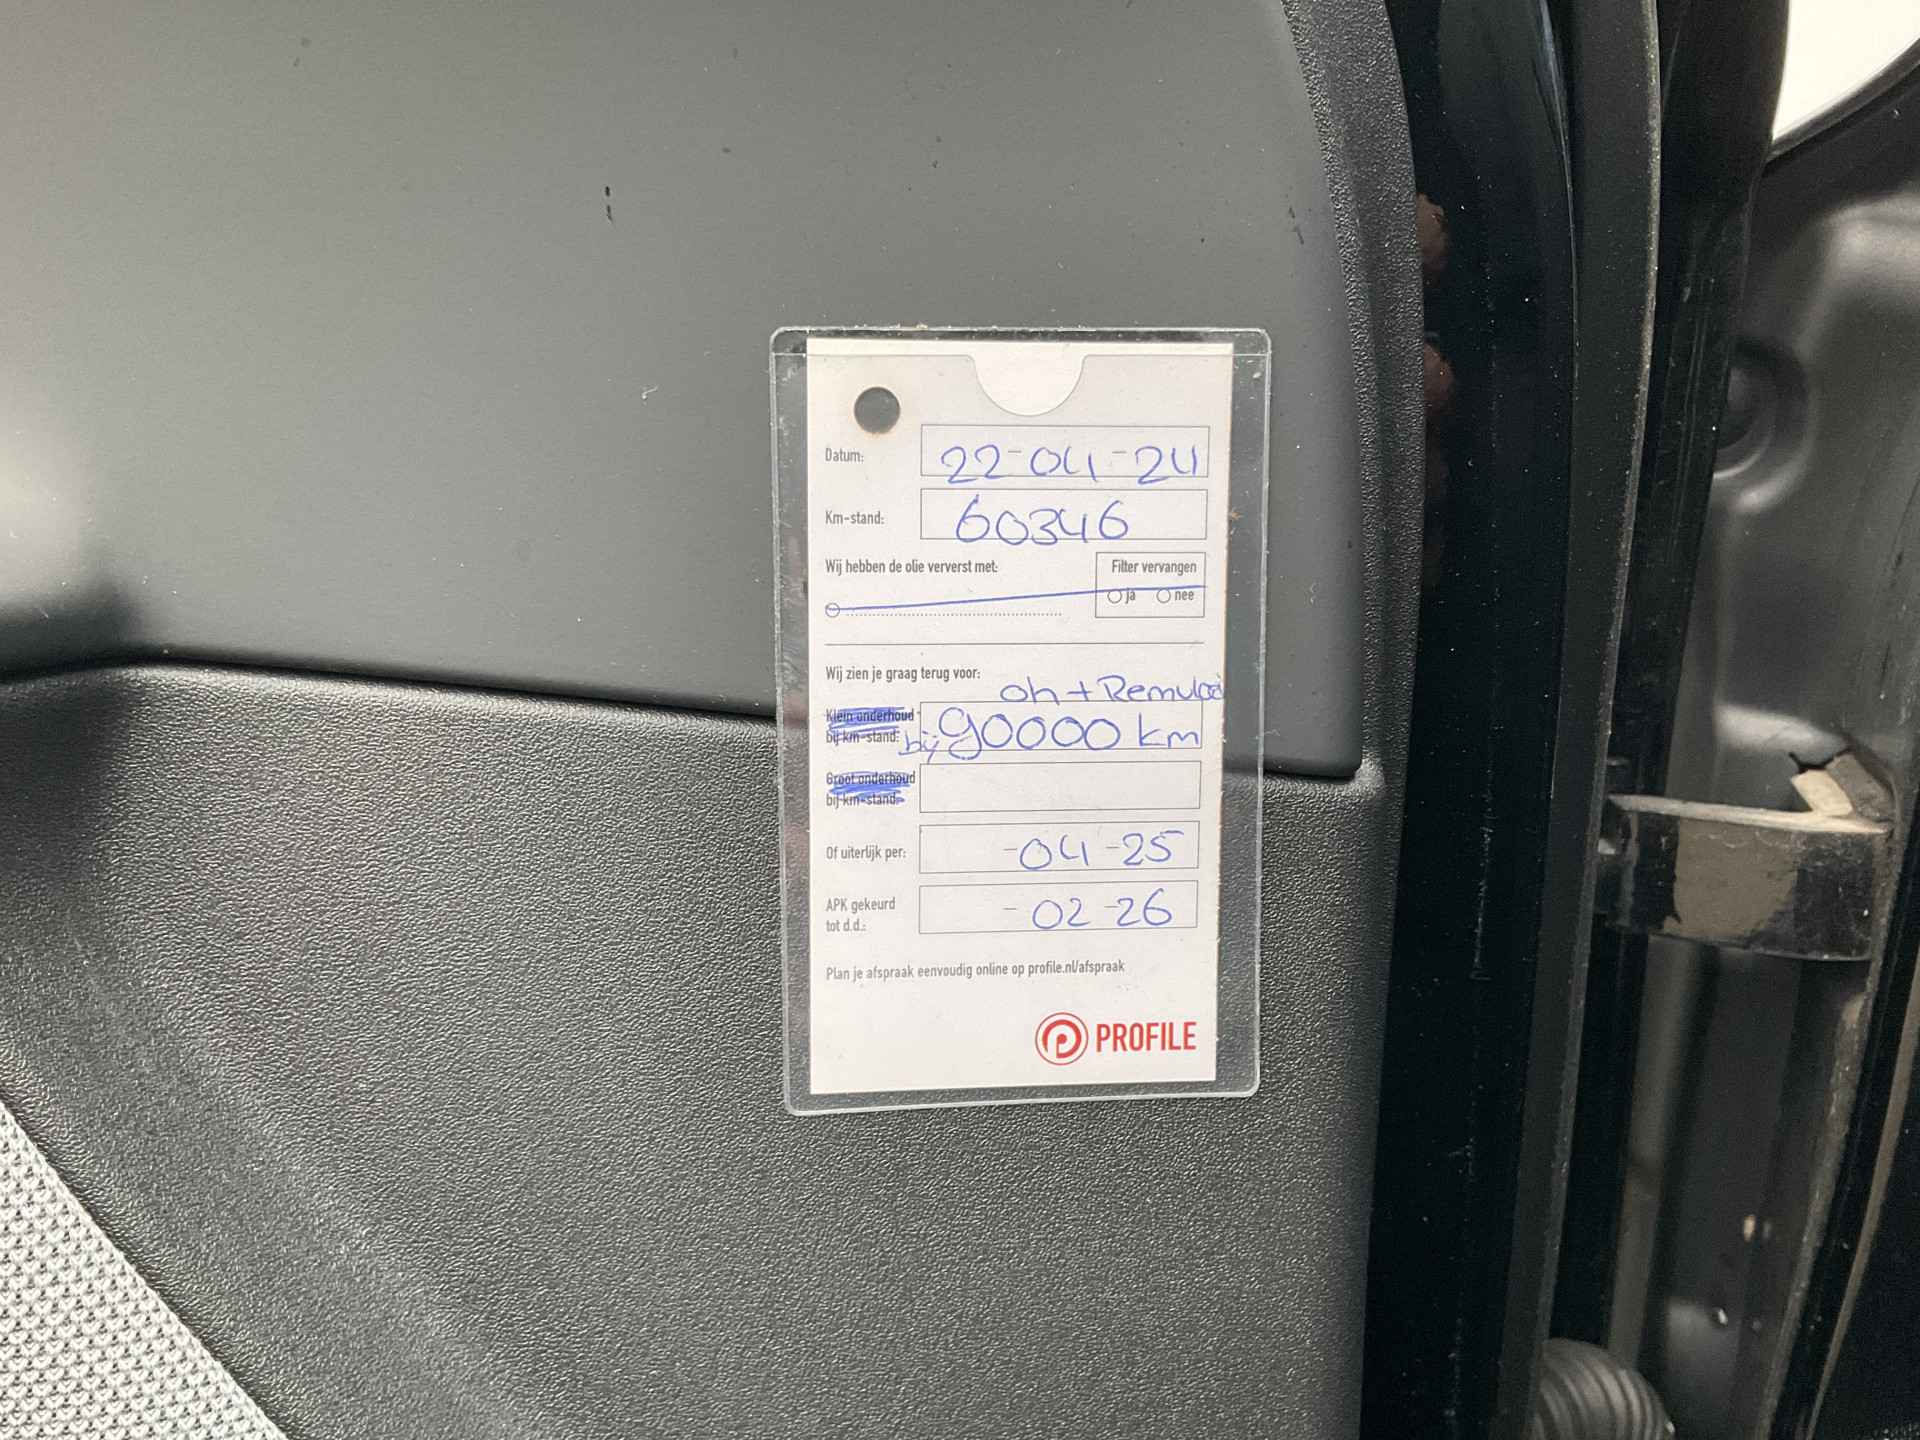 Datum: 22-04-24
Km-stand: 60346
Wij hebben de olie ververst met:
Filter vervangen
ja nee
Wij zien je graag terug voor:
oh + Remvloei
Klein onderhoud
bij km-stand: bij 90000 km
Groot onderhoud
bij km-stand:
Of uiterlijk per: -04-25
APK gekeurd
tot d.d.: -02-26
Plan je afspraak eenvoudig online op profile.nl/afspraak
PROFILE